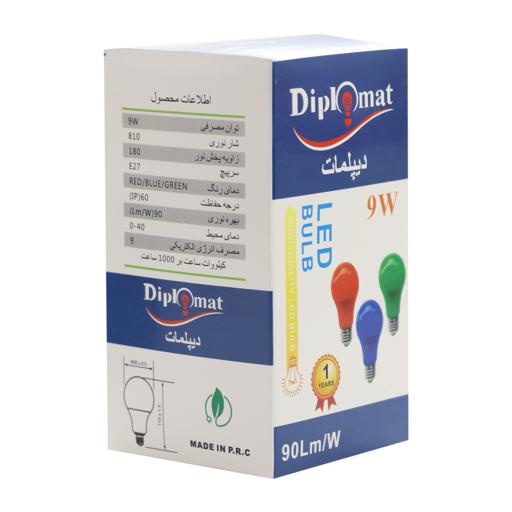 اطلاعات محصول
توان مصرفی 9W
شار نوری 810
زاویه پخش نور 180
سرپیچ E27
دمای رنگ RED/BLUE/GREEN
درجه حفاظت (IP)60
بهره نوری (Lm/W)90
دمای محیط 0-40
مصرف انرژی الکتریکی 9
کیلووات ساعت بر 1000 ساعت
Diplomat
دیپلمات
MADE IN P.R.C
Diplomat
دیپلمات
9W
LED
BULB
HIGH QUALITY LED BULB
1
YEARS
90Lm/W